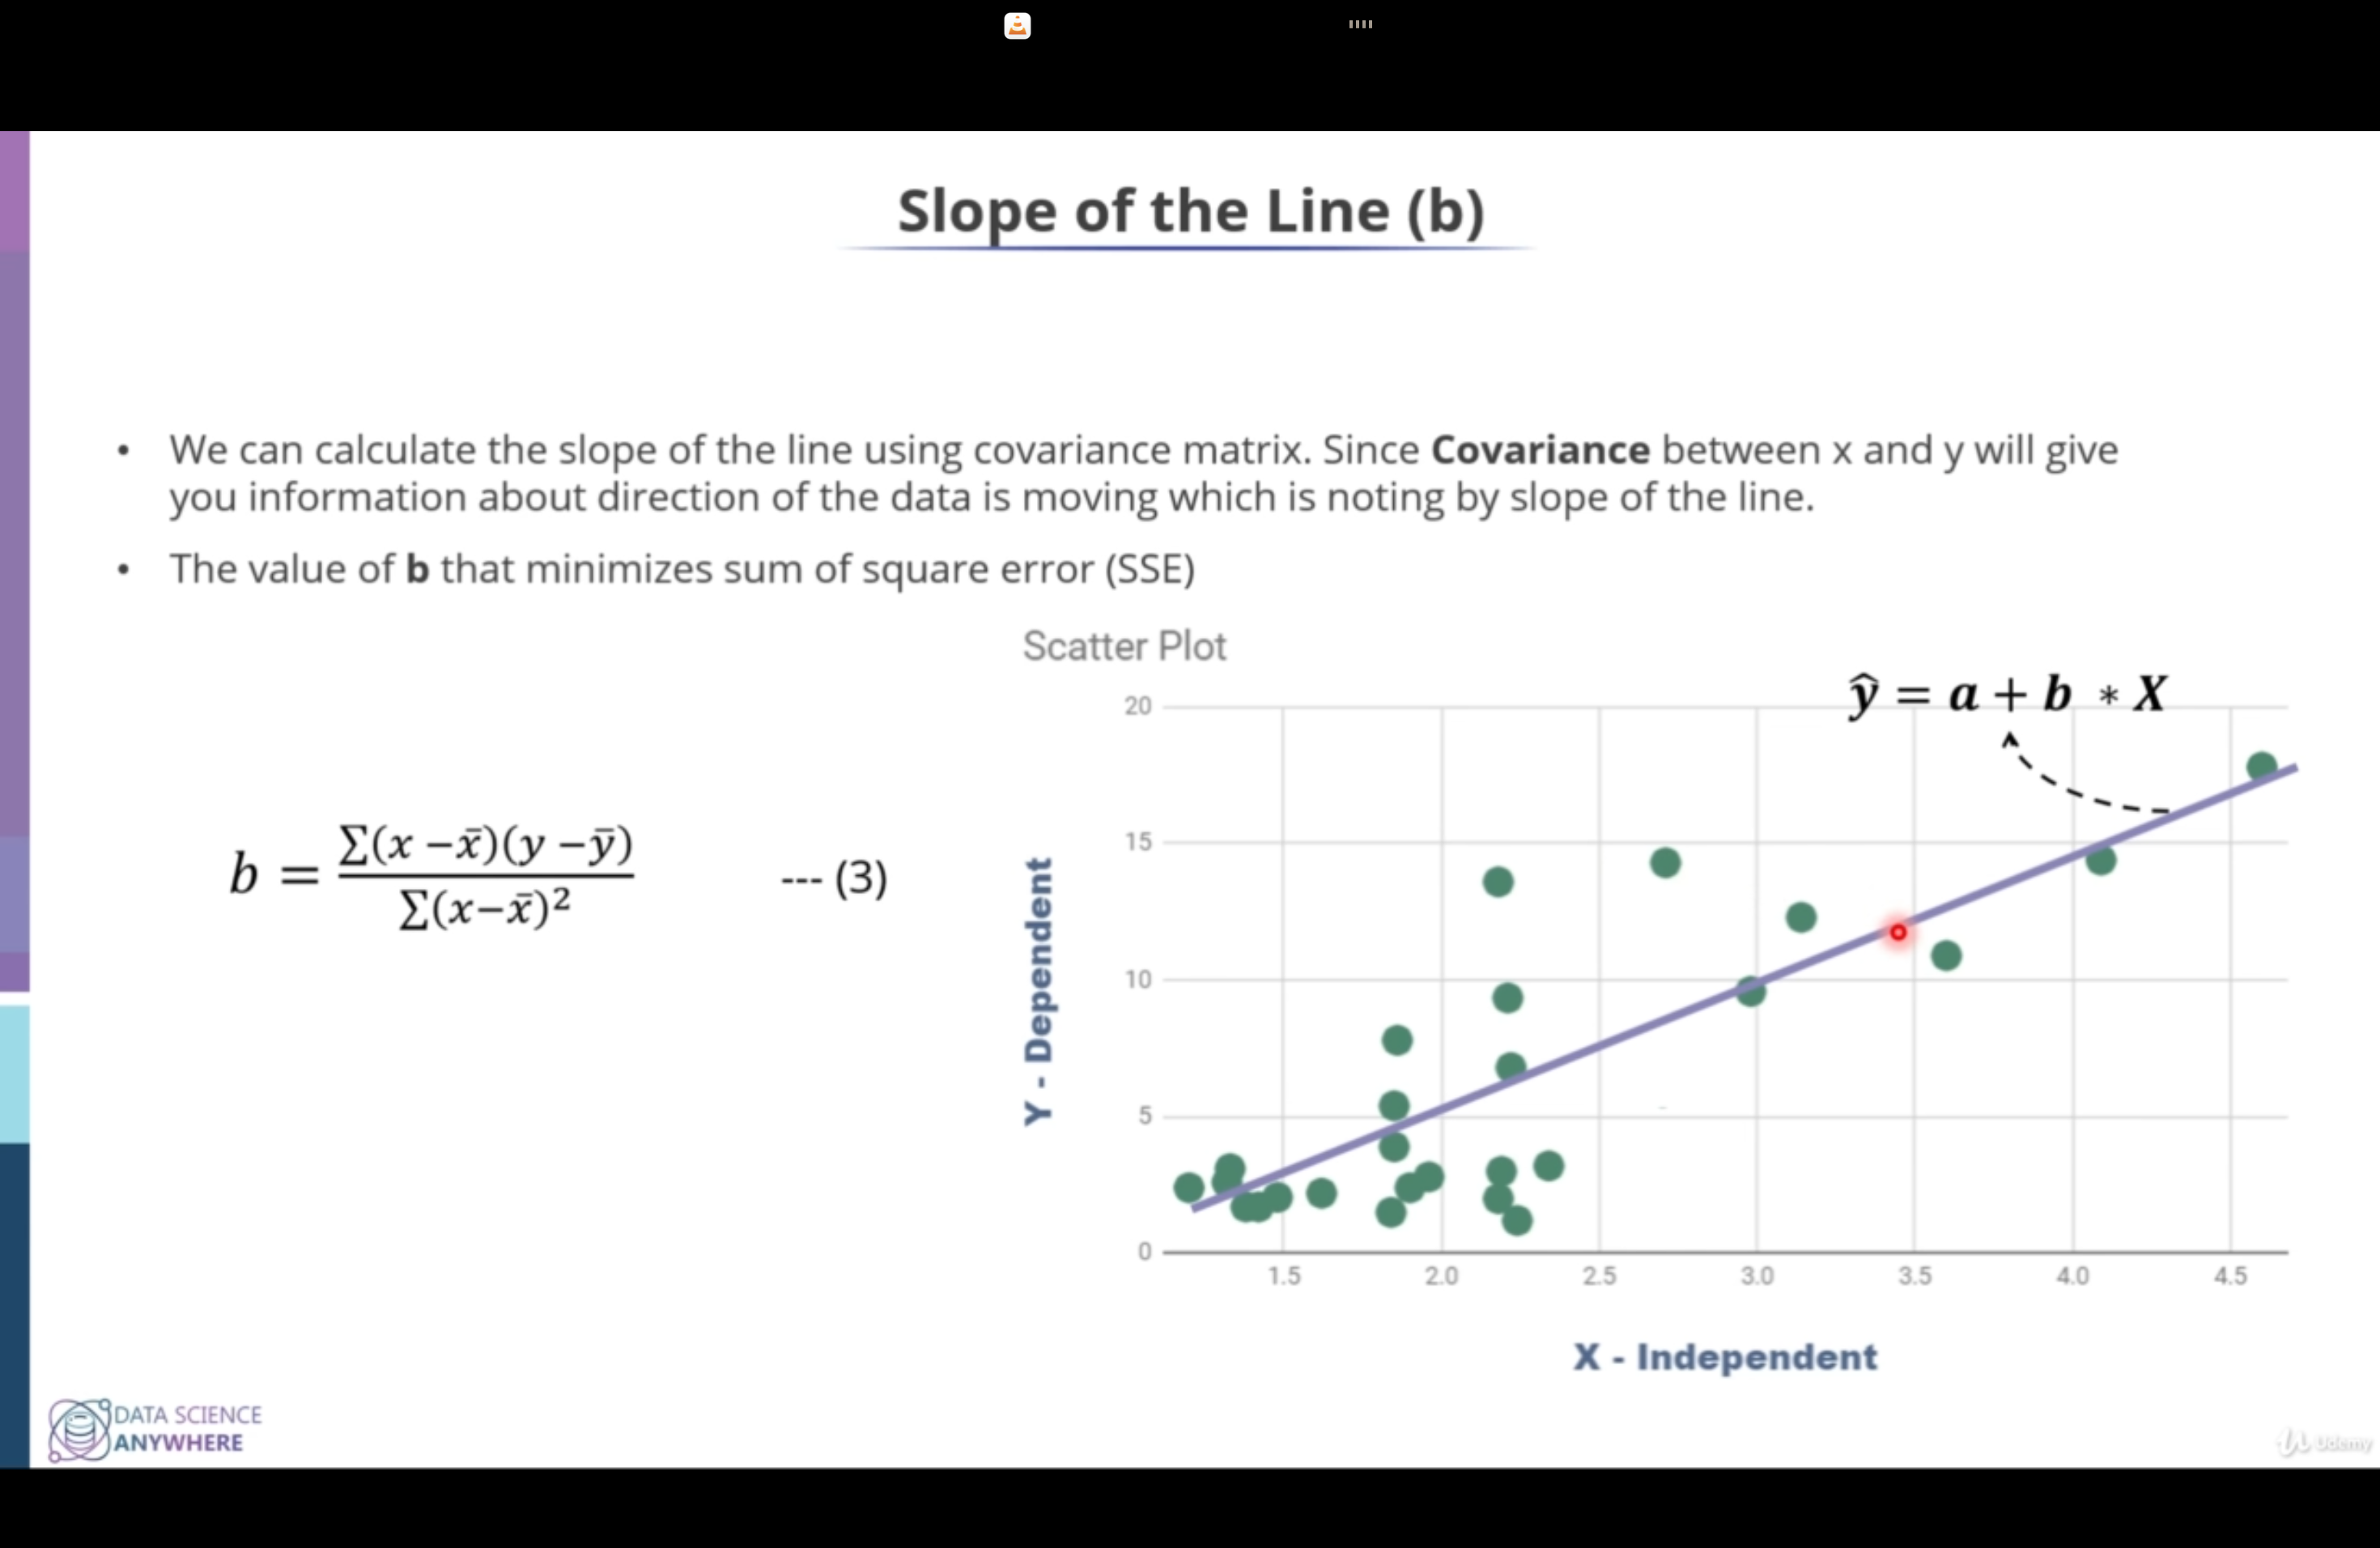 Slope of the Line (b)
• We can calculate the slope of the line using covariance matrix. Since Covariance between x and y will give
you information about direction of the data is moving which is noting by slope of the line.
• The value of b that minimizes sum of square error (SSE)
Scatter Plot
ŷ = a + b * X
20
15
10
5
0
Y - Dependent
b = ∑(x −x̄)(y −ȳ) / ∑(x−x̄)² --- (3)
1.5 2.0 2.5 3.0 3.5 4.0 4.5
X - Independent
DATA SCIENCE
ANYWHERE
Udemy